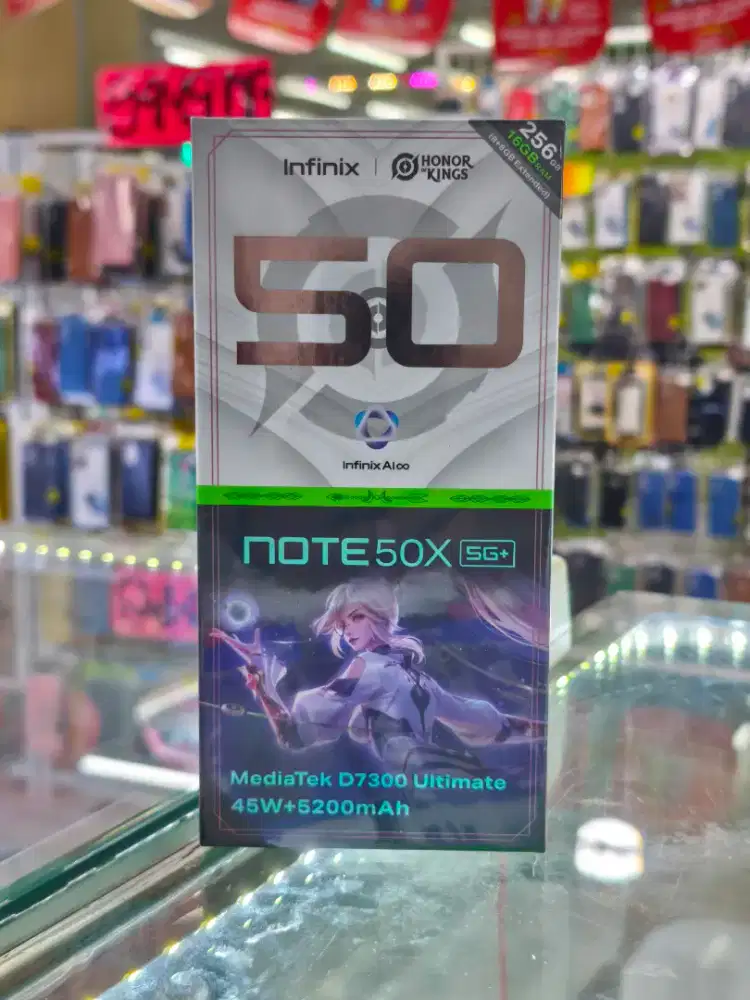 Infinix | HONOR OF KINGS
256GB
16GB RAM
(8+8GB Extended)
50
Infinix AI∞
NOTE 50X 5G+
MediaTek D7300 Ultimate
45W+5200mAh